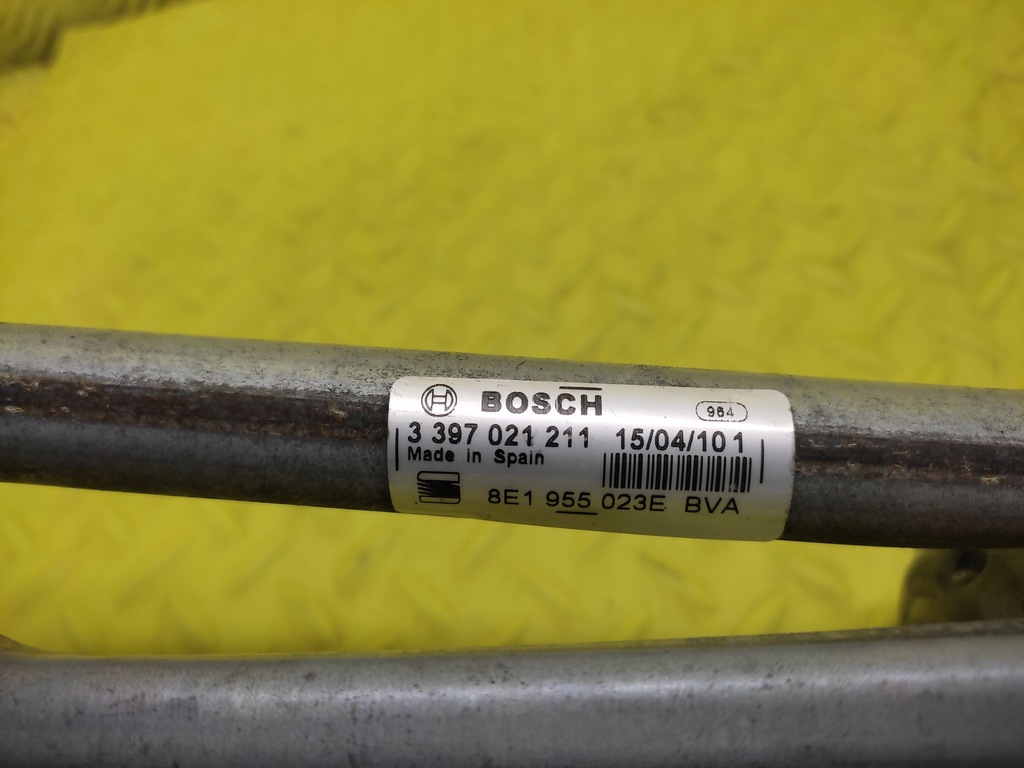 BOSCH 964
3 397 021 211 15/04/10 1
Made in Spain
8E1 955 023E BVA